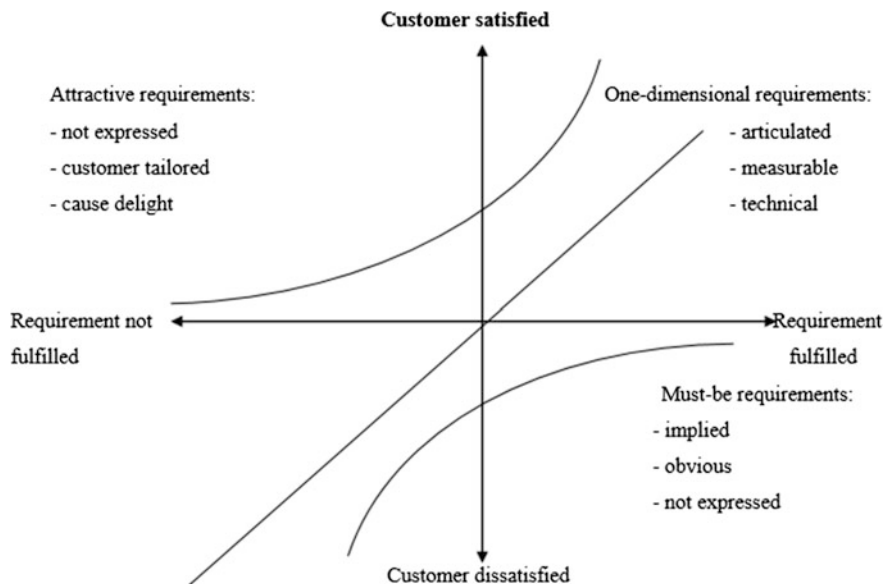 Customer satisfied
Attractive requirements:
- not expressed
- customer tailored
- cause delight
One-dimensional requirements:
- articulated
- measurable
- technical
Requirement not
fulfilled
Requirement
fulfilled
Must-be requirements:
- implied
- obvious
- not expressed
Customer dissatisfied